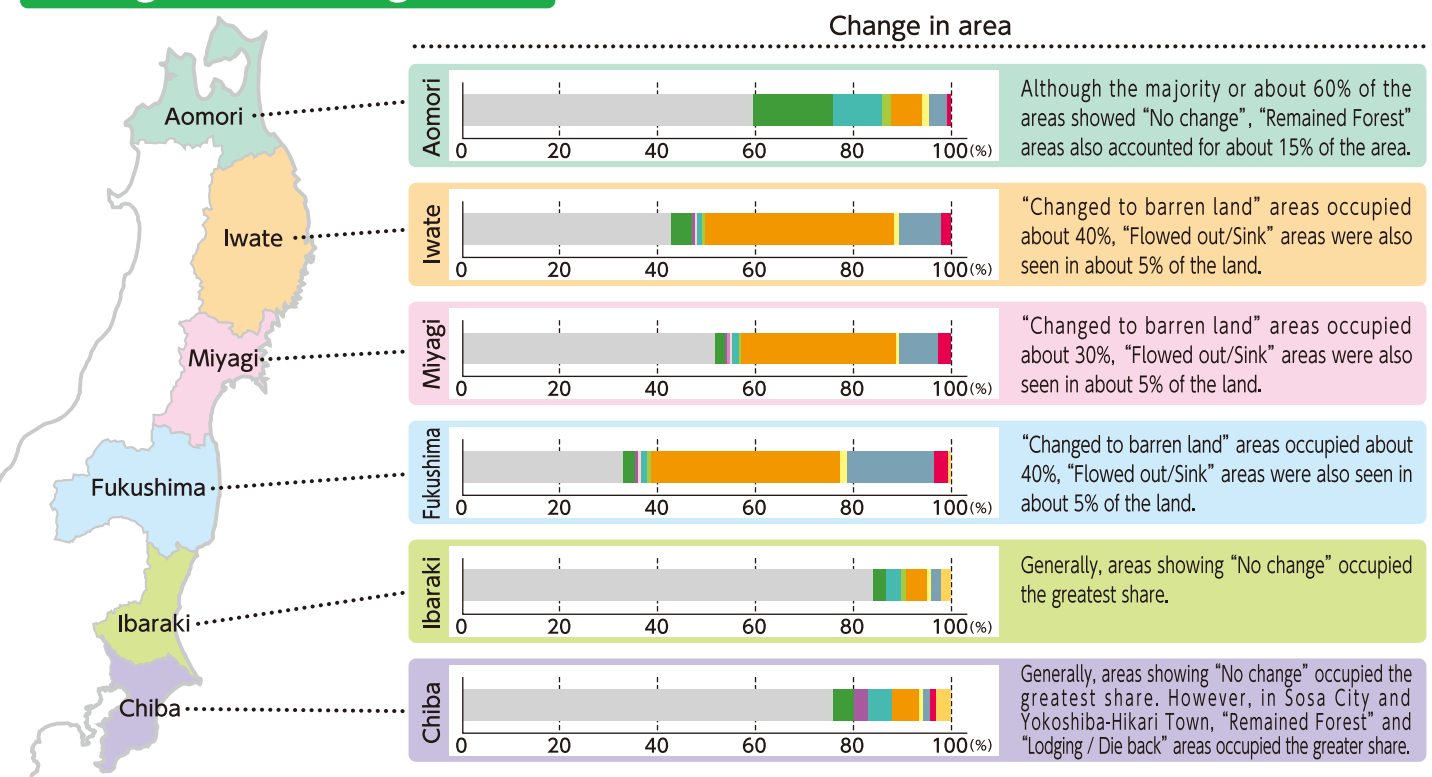 Change in area
Aomori
Aomori
0 20 40 60 80 100(%)
Although the majority or about 60% of the
areas showed “No change”, “Remained Forest”
areas also accounted for about 15% of the area.
Iwate
Iwate
0 20 40 60 80 100(%)
“Changed to barren land” areas occupied
about 40%, “Flowed out/Sink” areas were also
seen in about 5% of the land.
Miyagi
Miyagi
0 20 40 60 80 100(%)
“Changed to barren land” areas occupied
about 30%, “Flowed out/Sink” areas were also
seen in about 5% of the land.
Fukushima
Fukushima
0 20 40 60 80 100(%)
“Changed to barren land” areas occupied about
40%, “Flowed out/Sink” areas were also seen in
about 5% of the land.
Ibaraki
Ibaraki
0 20 40 60 80 100(%)
Generally, areas showing “No change” occupied
the greatest share.
Chiba
Chiba
0 20 40 60 80 100(%)
Generally, areas showing “No change” occupied the
greatest share. However, in Sosa City and
Yokoshiba-Hikari Town, “Remained Forest” and
“Lodging / Die back” areas occupied the greater share.